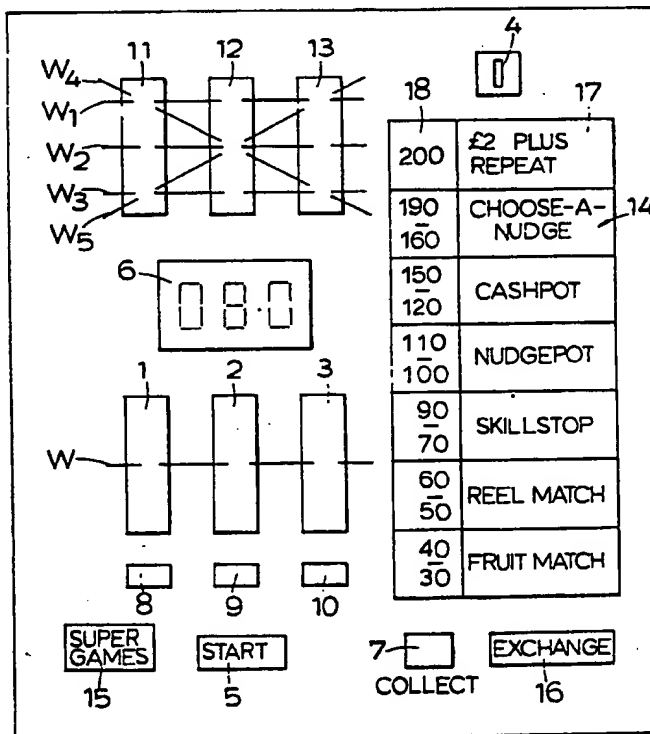 11 12 13 4
W4
W1
W2
W3
W5
18 17
200 £2 PLUS REPEAT
190 - 160 CHOOSE-A-NUDGE 14
150 - 120 CASHPOT
110 - 100 NUDGEPOT
90 - 70 SKILLSTOP
60 - 50 REEL MATCH
40 - 30 FRUIT MATCH
6
08.0
1 2 3
W
8 9 10
SUPER
GAMES
15
START
5
7
COLLECT
EXCHANGE
16